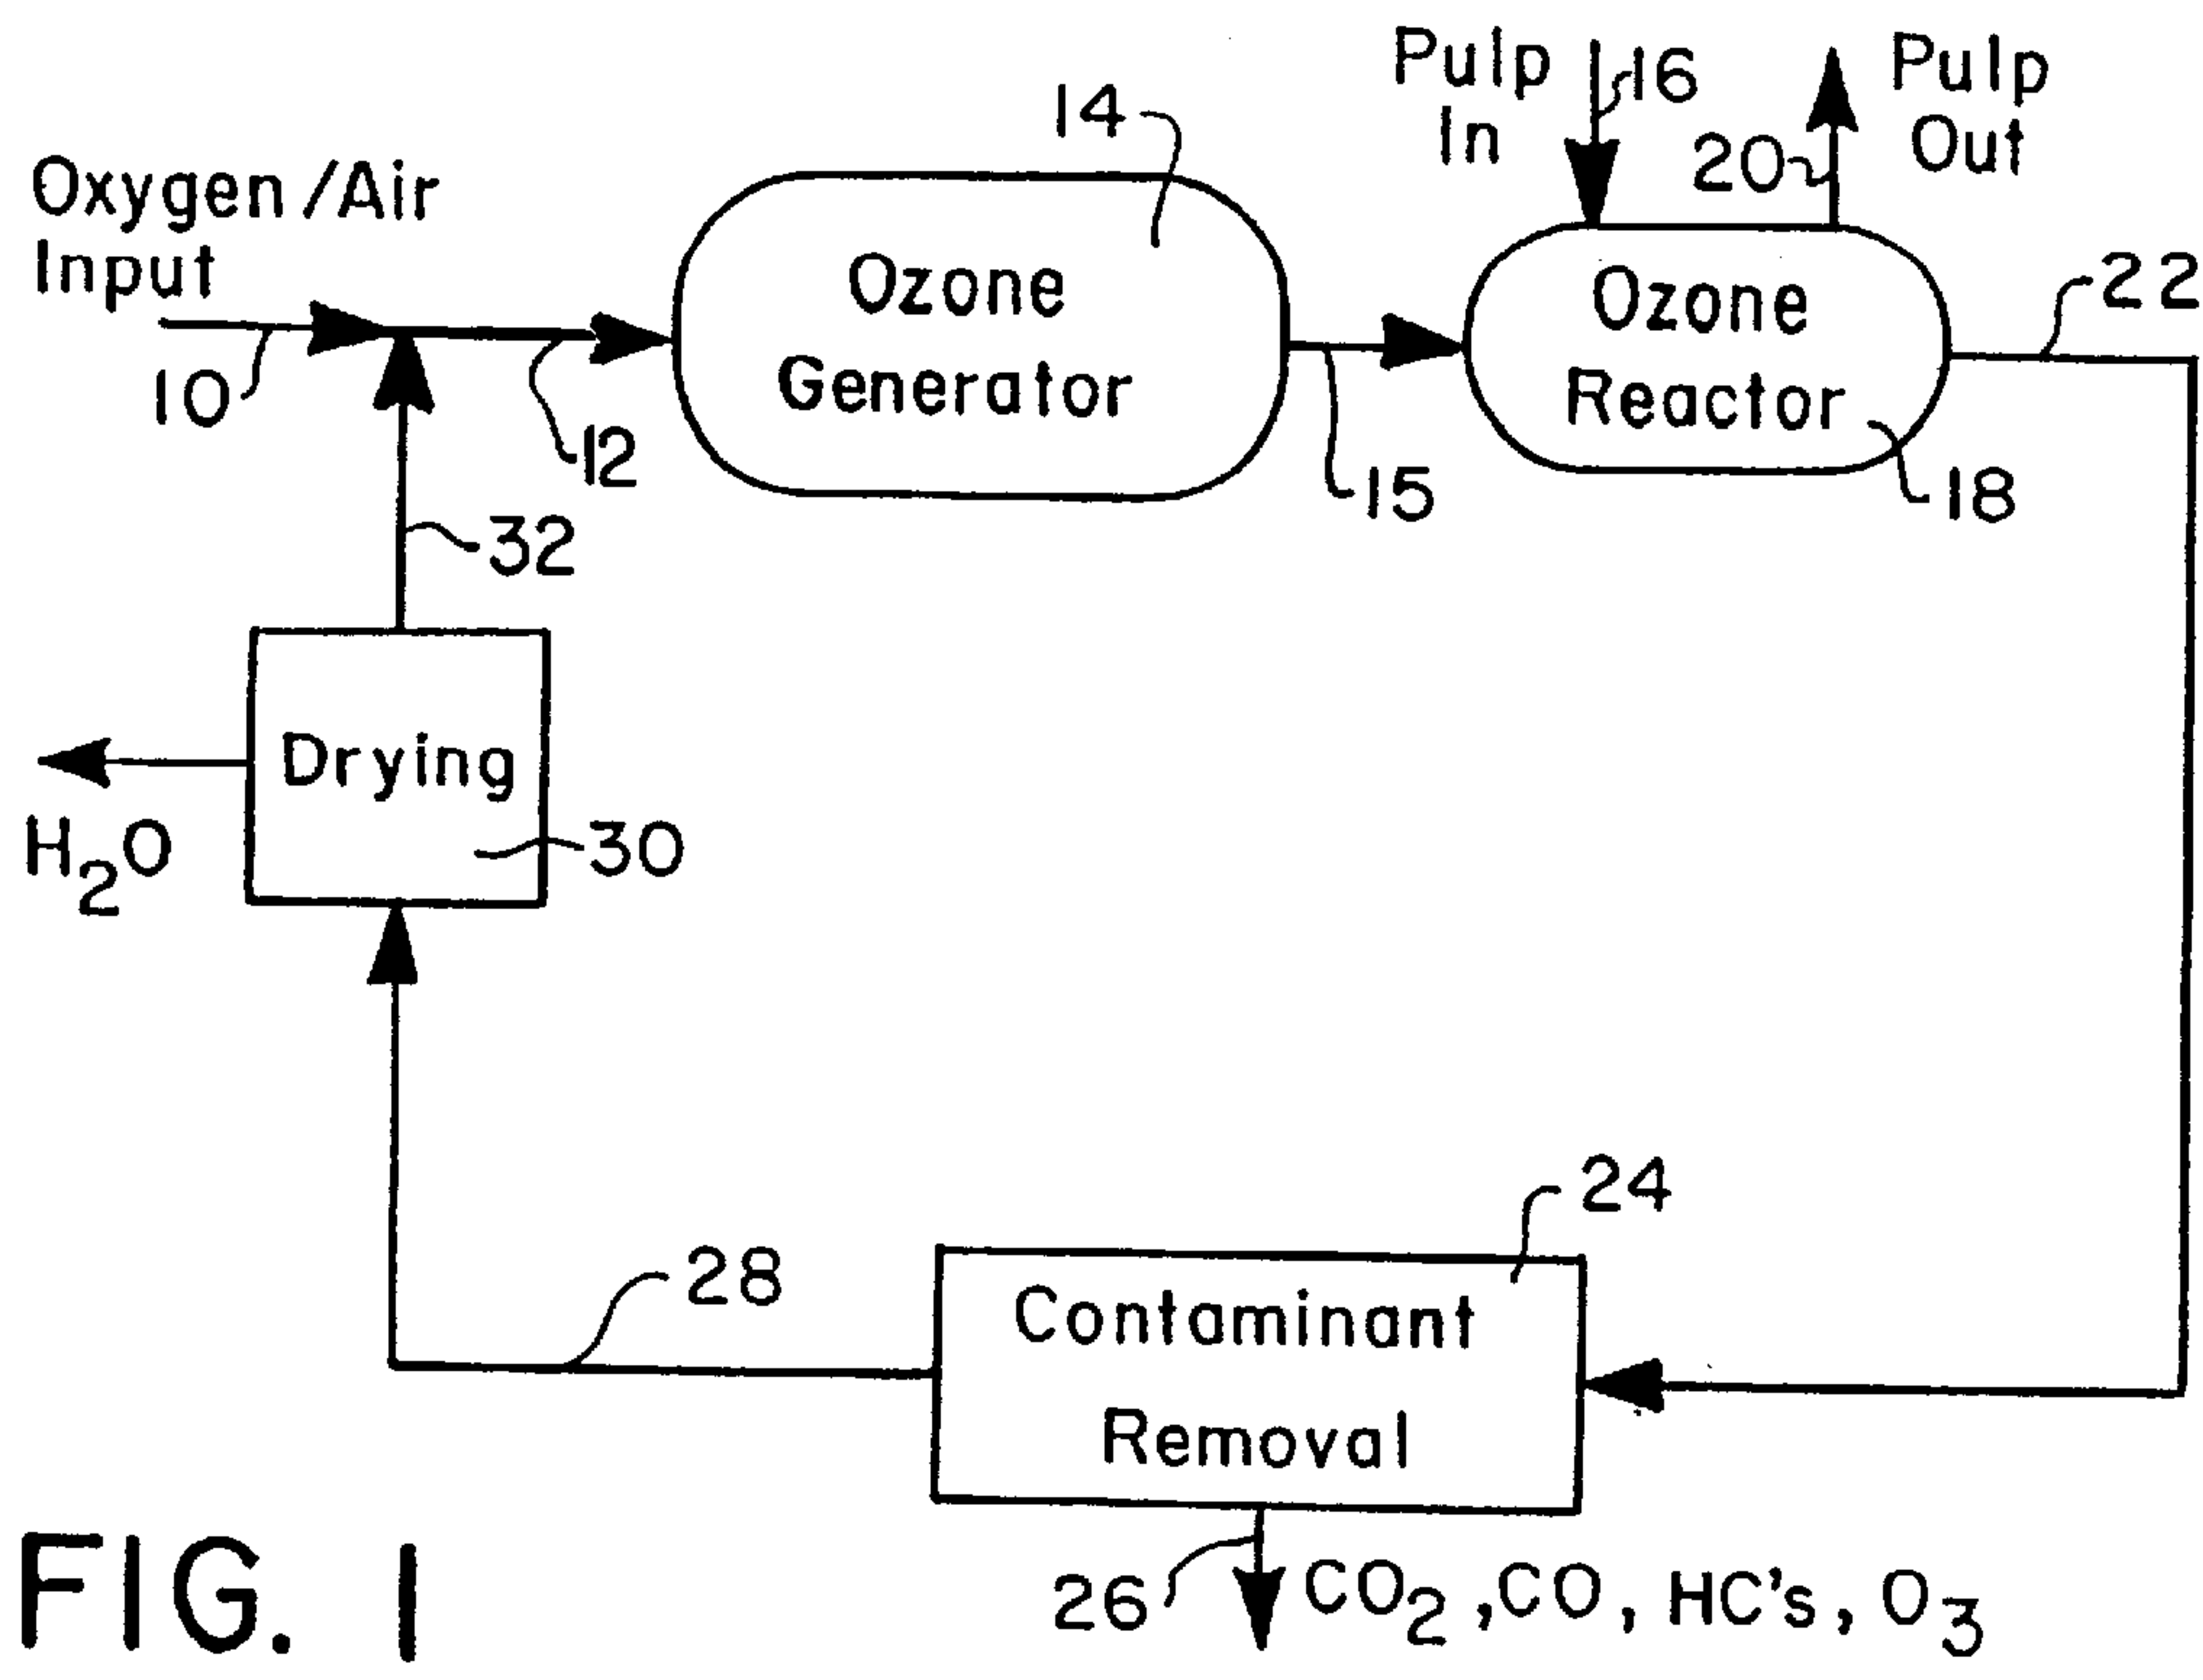 Oxygen/Air
Input
10
12
14
Ozone
Generator
15
Pulp
In
16
20
Pulp
Out
Ozone
Reactor
18
22
32
Drying
30
H2O
28
24
Contaminant
Removal
26
CO2, CO, HC's, O3
FIG. 1